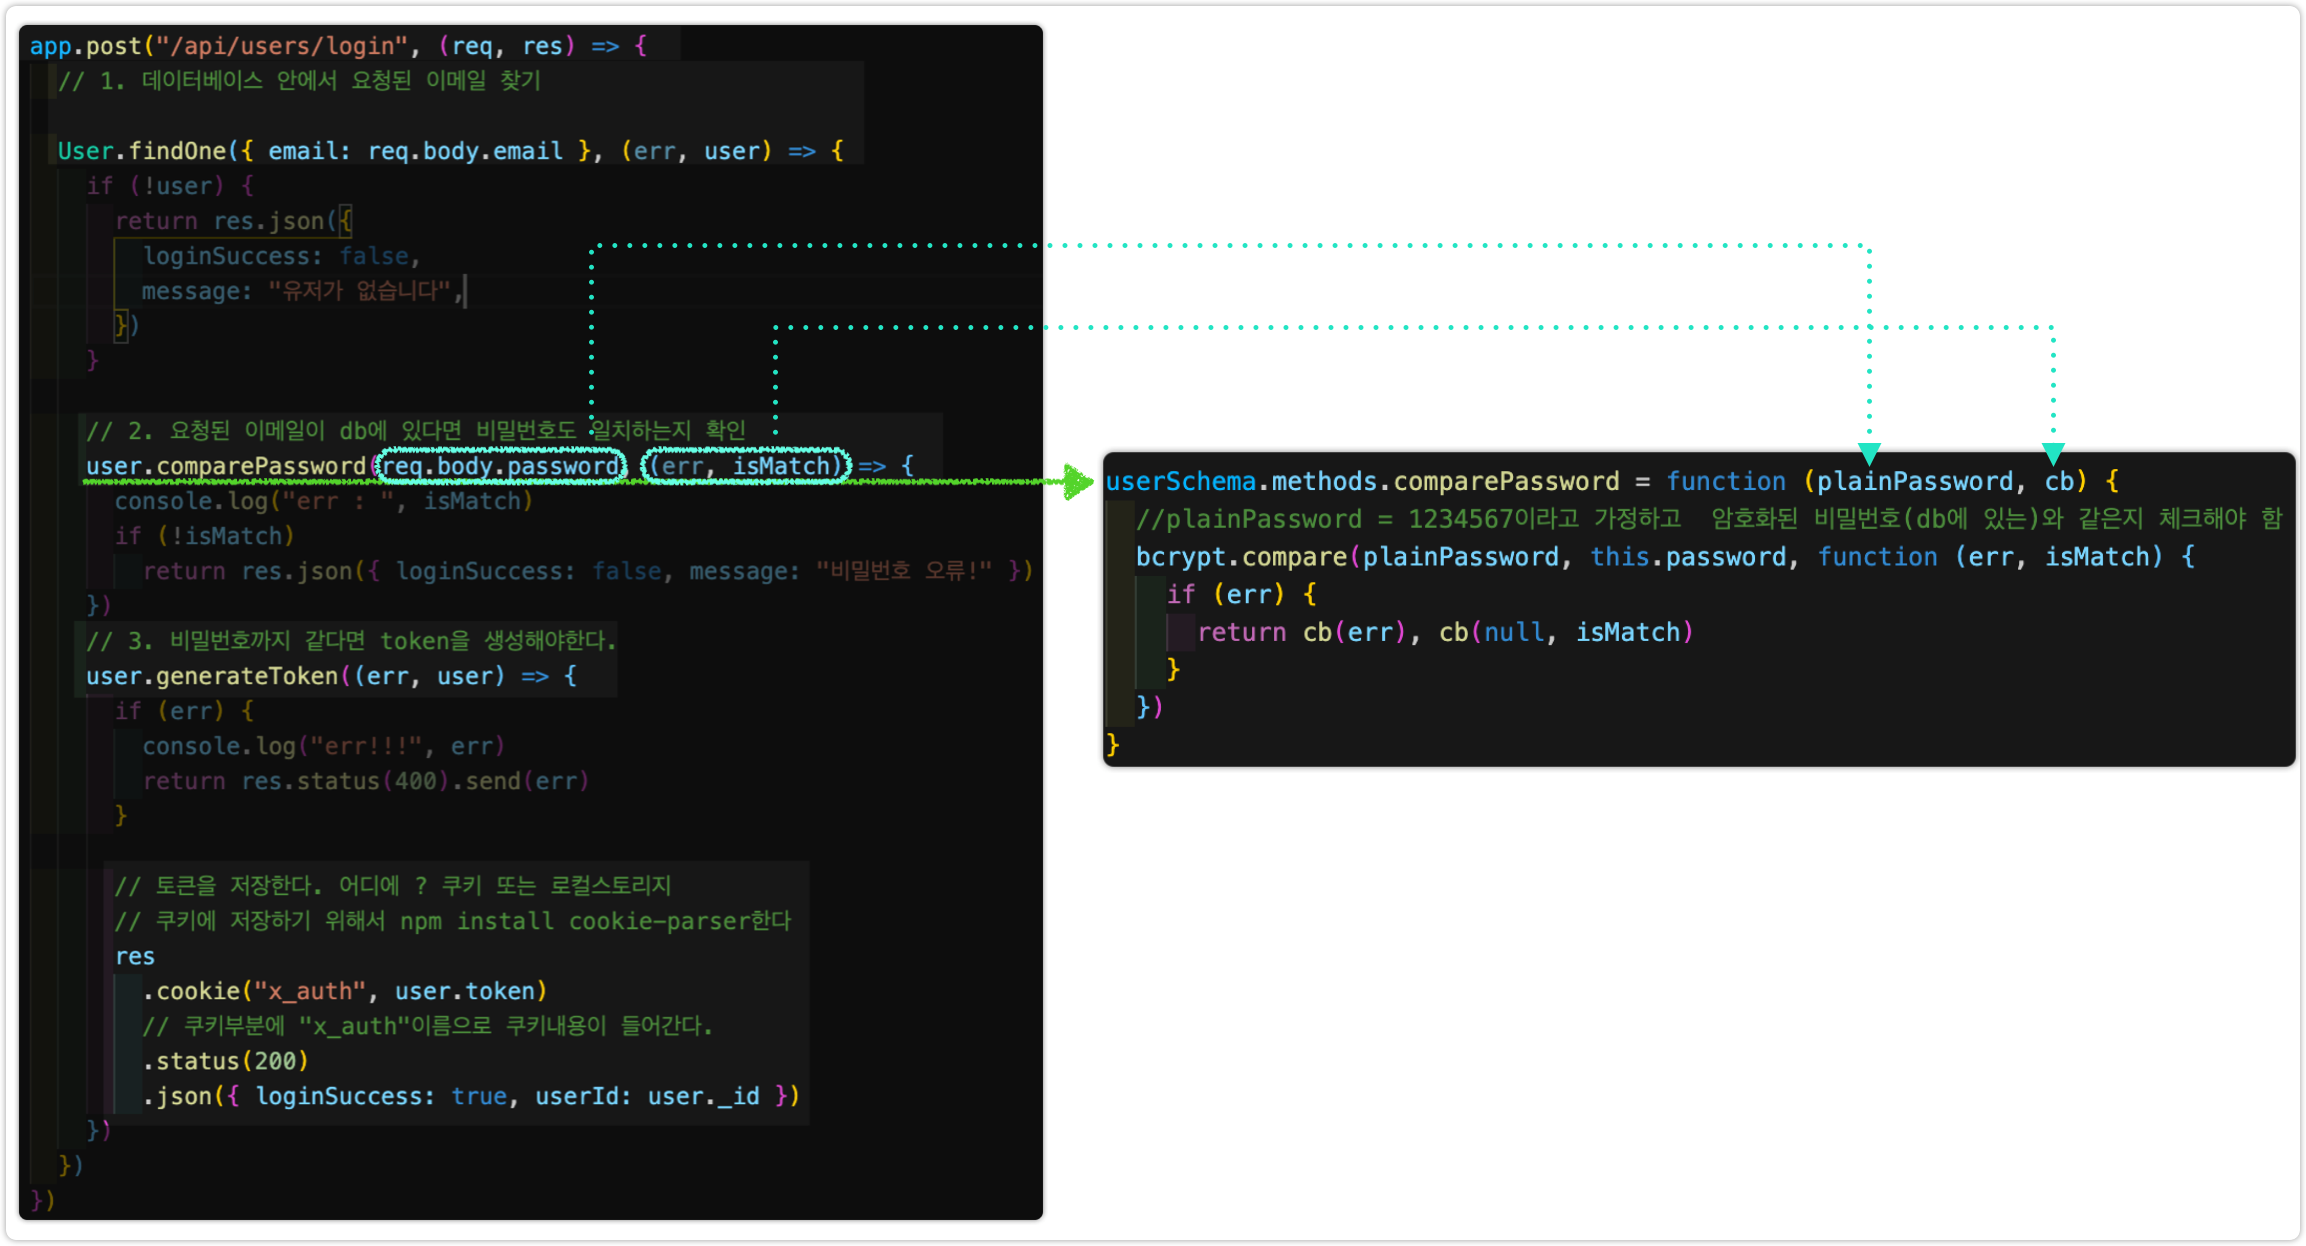 app.post("/api/users/login", (req, res) => {
// 1. 데이터베이스 안에서 요청된 이메일 찾기
User.findOne({ email: req.body.email }, (err, user) => {
if (!user) {
return res.json({
loginSuccess: false,
message: "유저가 없습니다",
})
}
// 2. 요청된 이메일이 db에 있다면 비밀번호도 일치하는지 확인
user.comparePassword(req.body.password, (err, isMatch) => {
console.log("err : ", isMatch)
if (!isMatch)
return res.json({ loginSuccess: false, message: "비밀번호 오류!" })
})
// 3. 비밀번호까지 같다면 token을 생성해야한다.
user.generateToken((err, user) => {
if (err) {
console.log("err!!!", err)
return res.status(400).send(err)
}
// 토큰을 저장한다. 어디에 ? 쿠키 또는 로컬스토리지
// 쿠키에 저장하기 위해서 npm install cookie-parser한다
res
.cookie("x_auth", user.token)
// 쿠키부분에 "x_auth"이름으로 쿠키내용이 들어간다.
.status(200)
.json({ loginSuccess: true, userId: user._id })
})
})
})
userSchema.methods.comparePassword = function (plainPassword, cb) {
//plainPassword = 1234567이라고 가정하고  암호화된 비밀번호(db에 있는)와 같은지 체크해야 함
bcrypt.compare(plainPassword, this.password, function (err, isMatch) {
if (err) {
return cb(err), cb(null, isMatch)
}
})
}